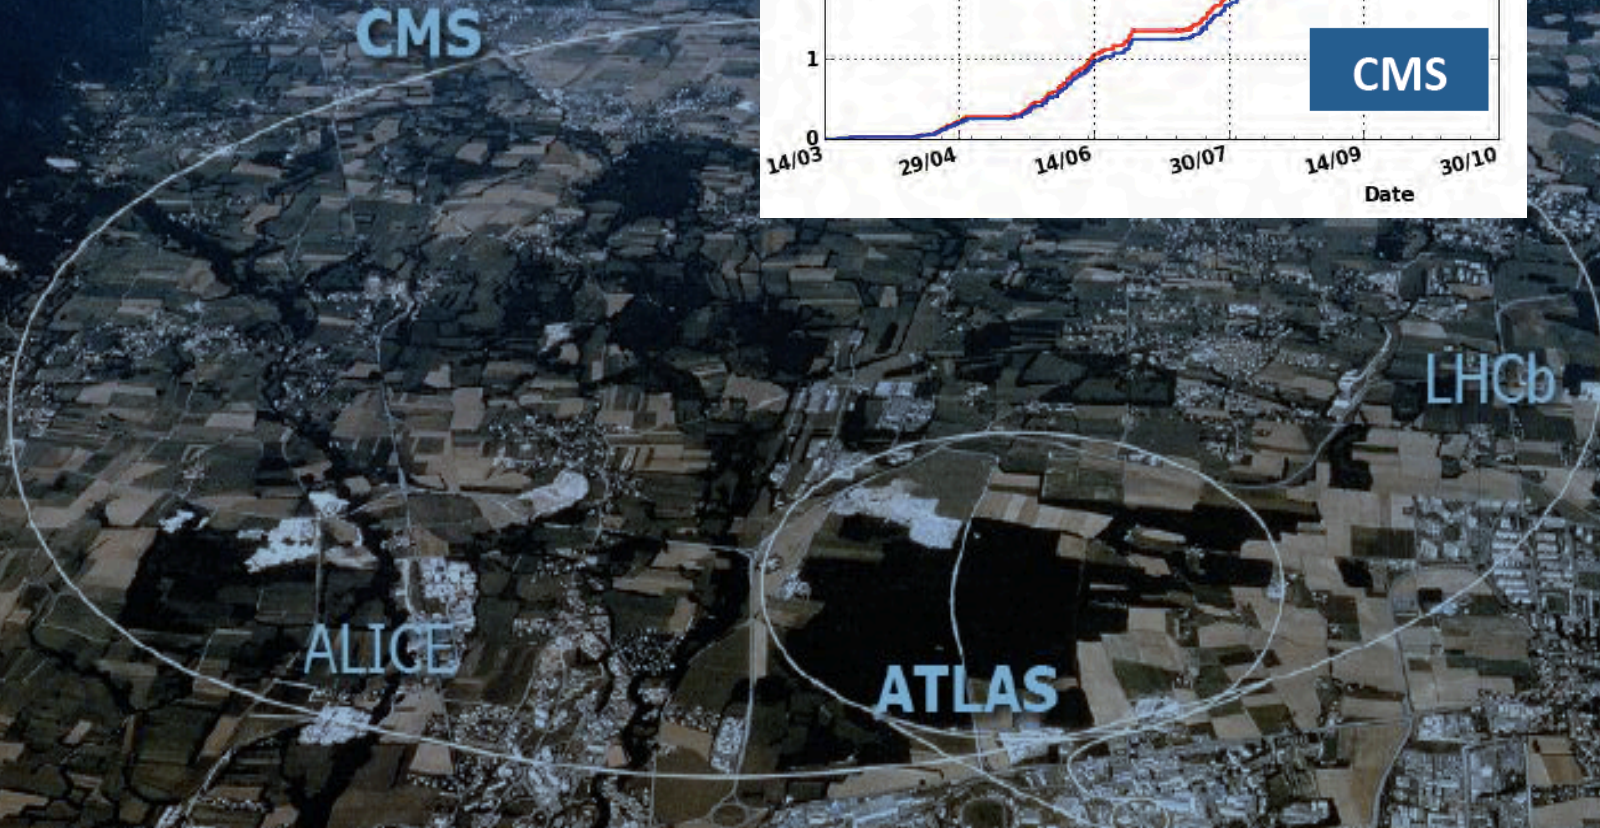 CMS
1
CMS
0
14/03 29/04 14/06 30/07 14/09 30/10
Date
LHCb
ALICE
ATLAS